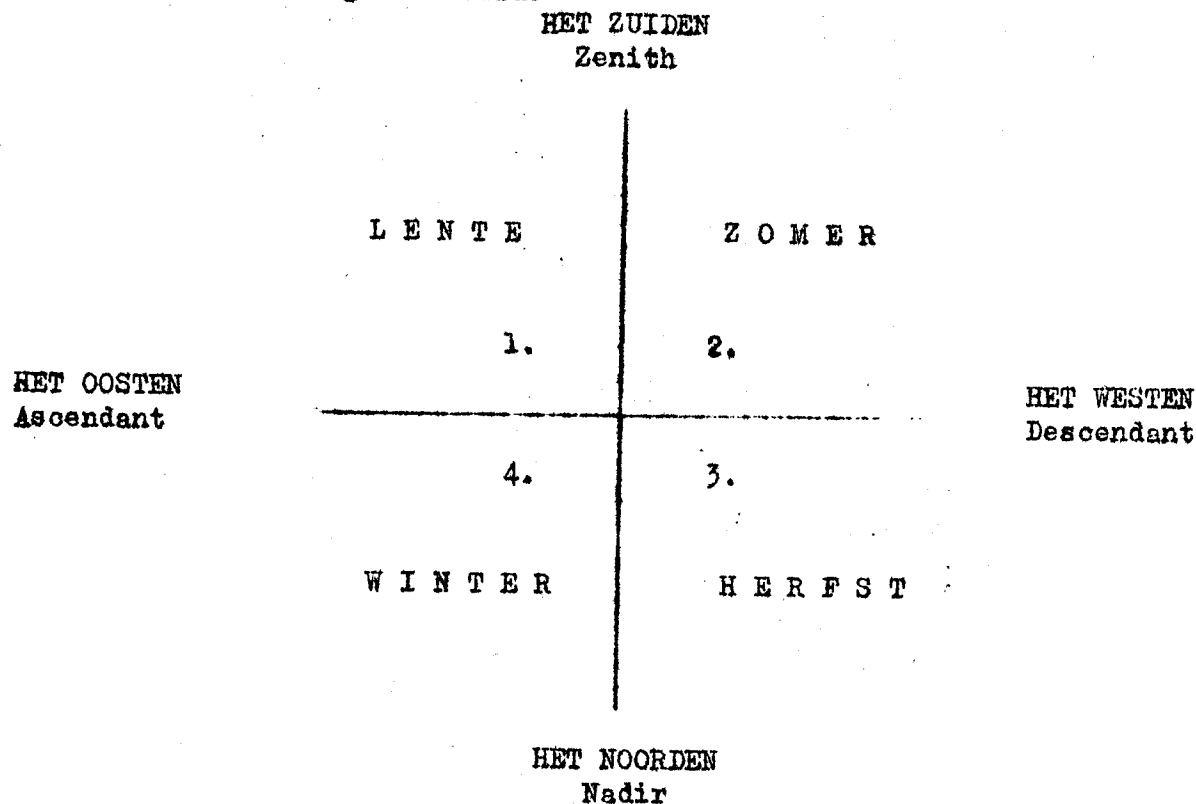 HET ZUIDEN
Zenith
LENTE ZOMER
1. 2.
HET OOSTEN
Ascendant
HET WESTEN
Descendant
4. 3.
WINTER HERFST
HET NOORDEN
Nadir